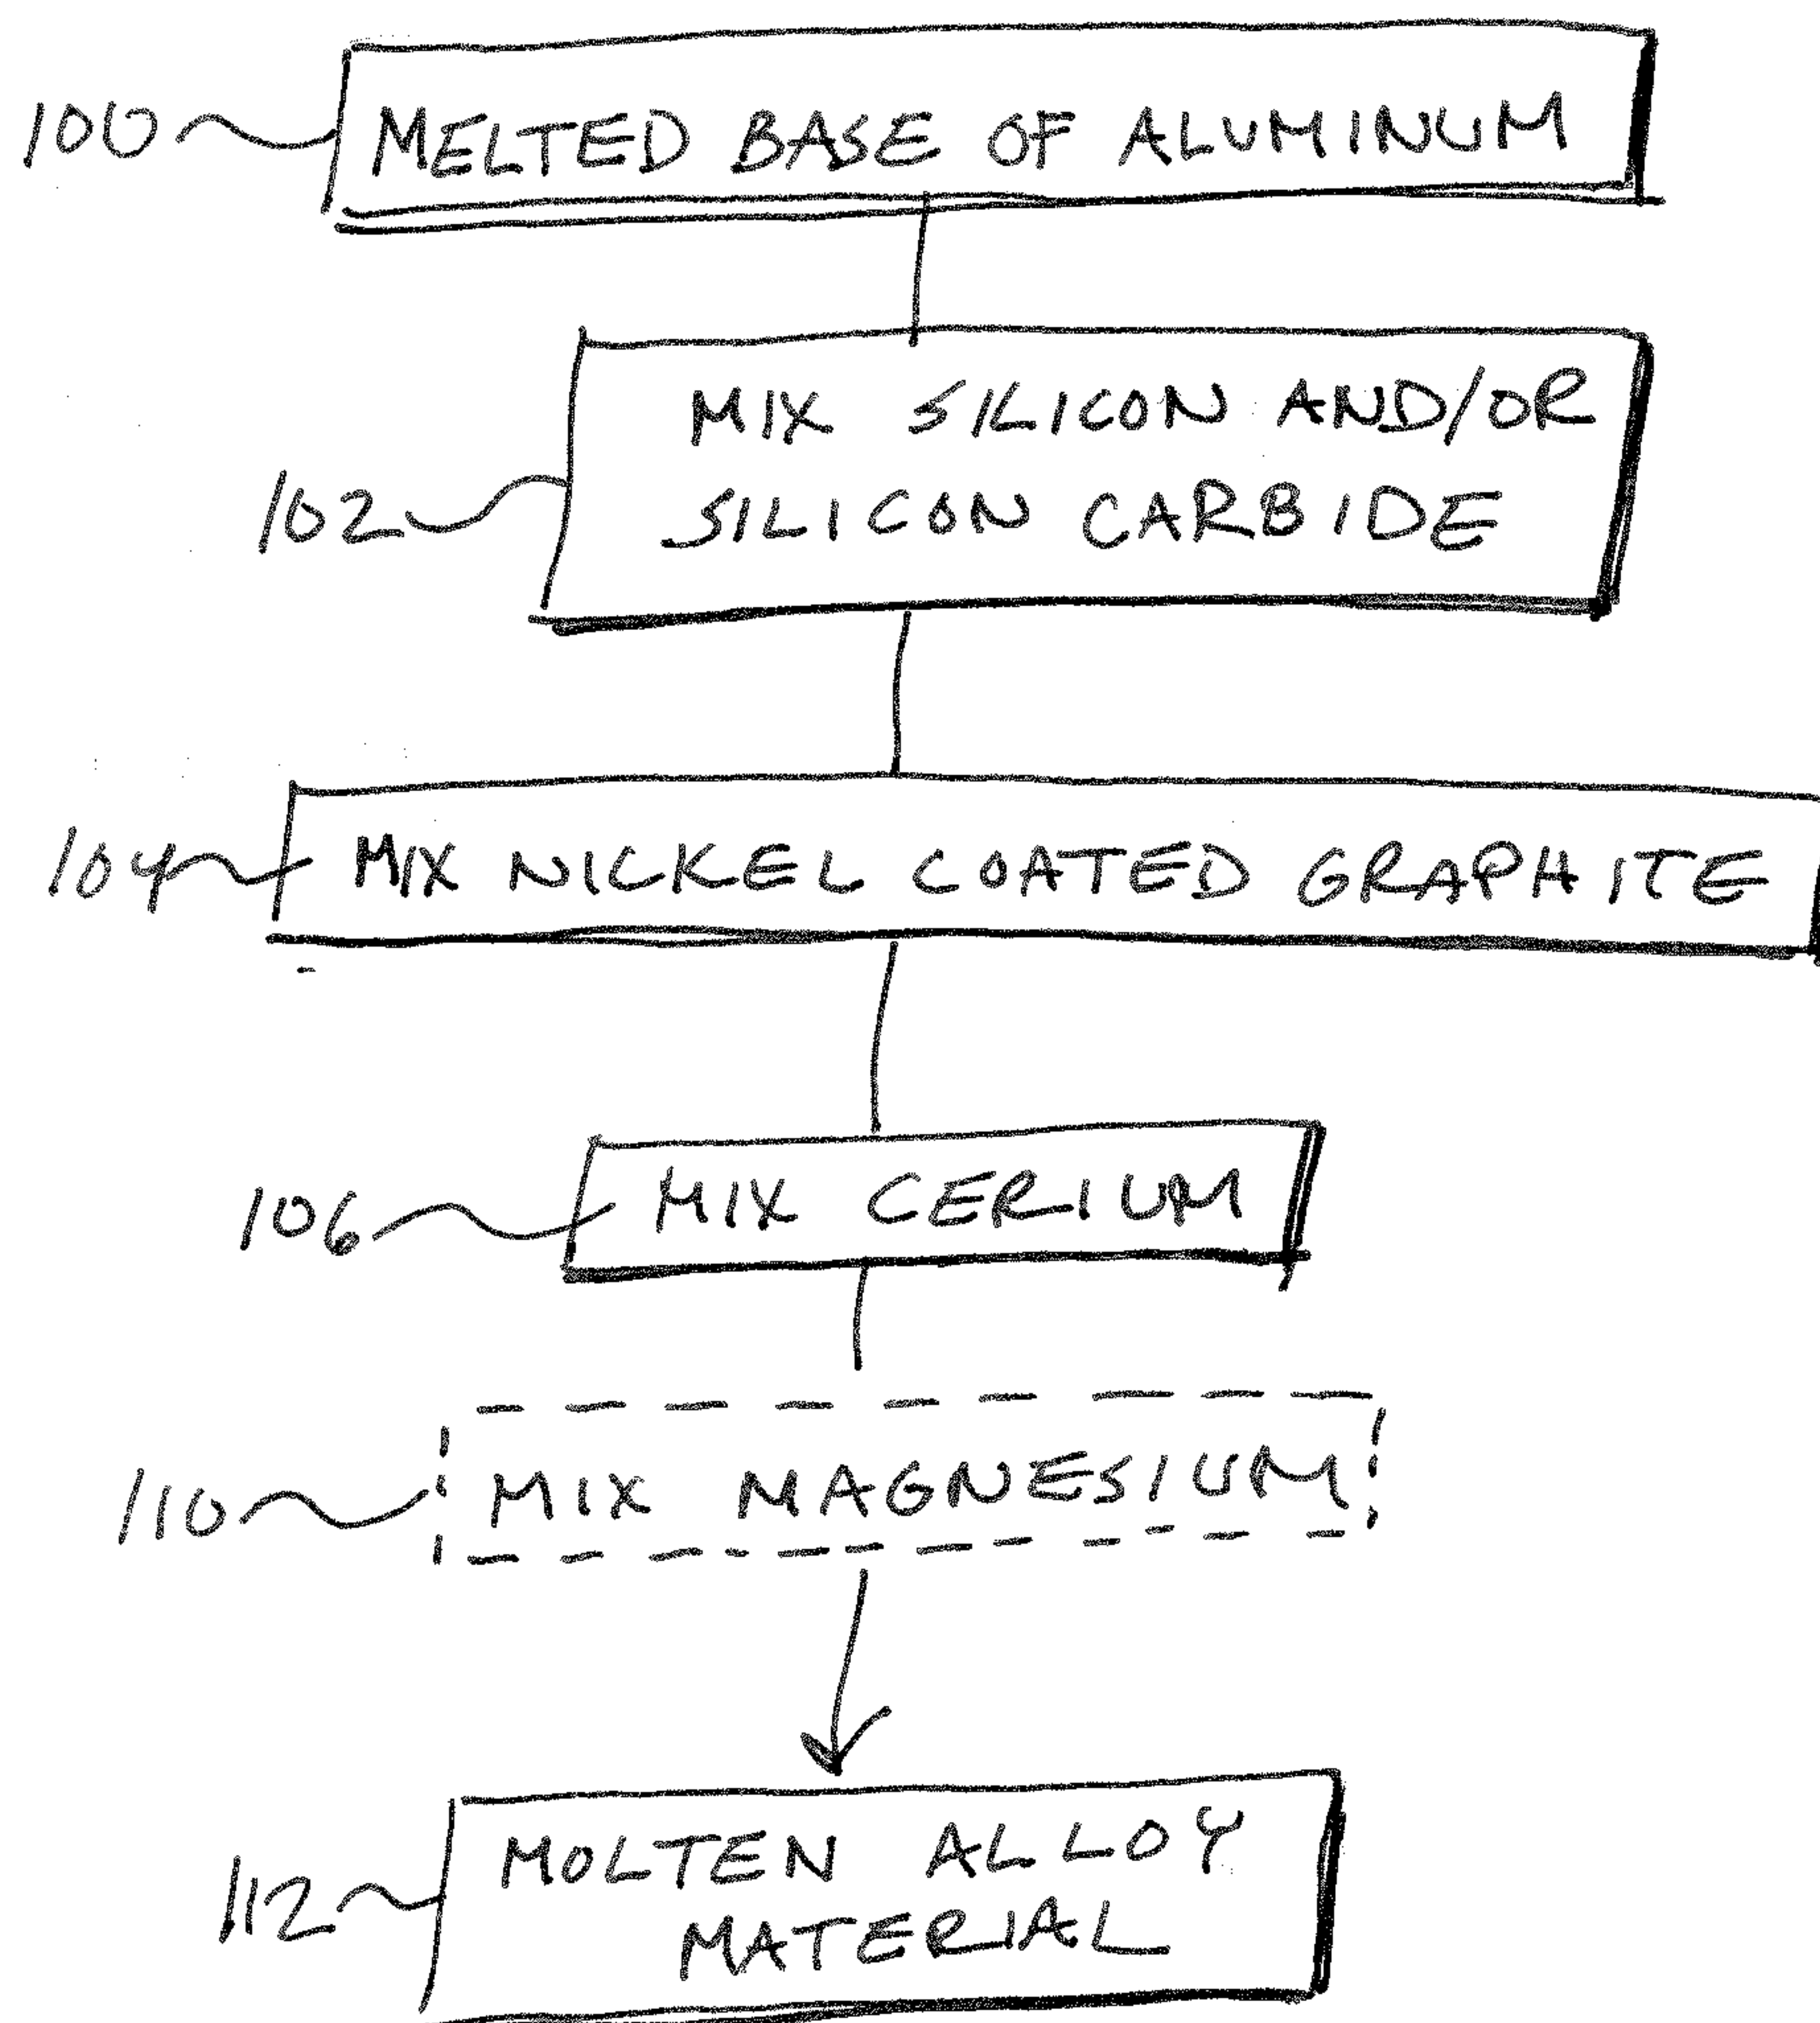 100 MELTED BASE OF ALUMINUM
MIX SILICON AND/OR
102 SILICON CARBIDE
104 MIX NICKEL COATED GRAPHITE
106 MIX CERIUM
110 MIX MAGNESIUM
MOLTEN ALLOY
112 MATERIAL